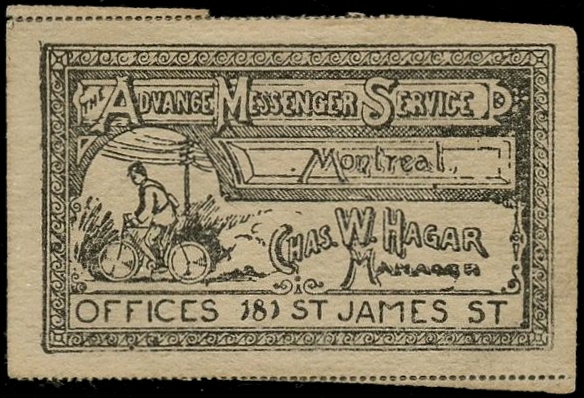 THE ADVANCE MESSENGER SERVICE
Montreal.
CHAS. W. HAGAR
MANAGER
OFFICES 181 ST JAMES ST